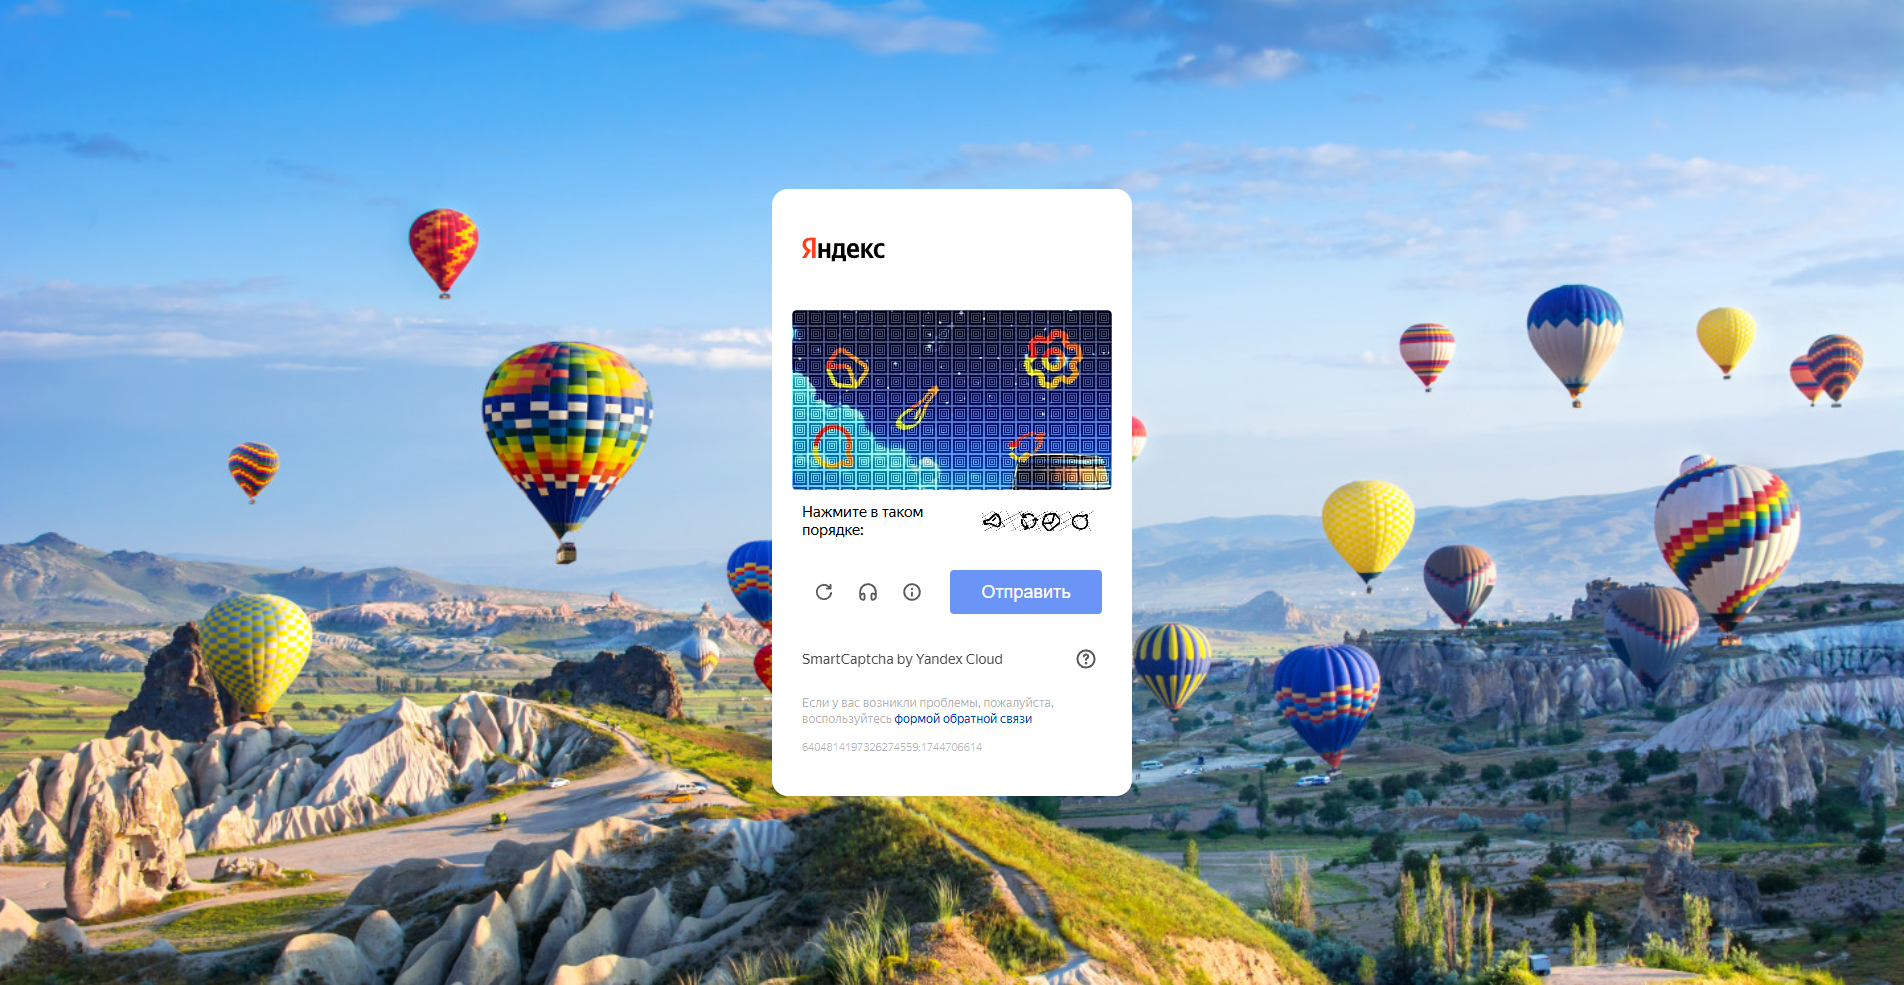 Яндекс
Нажмите в таком
порядке:
Отправить
SmartCaptcha by Yandex Cloud
Если у вас возникли проблемы, пожалуйста,
воспользуйтесь формой обратной связи
6404814197326274559:1744706614